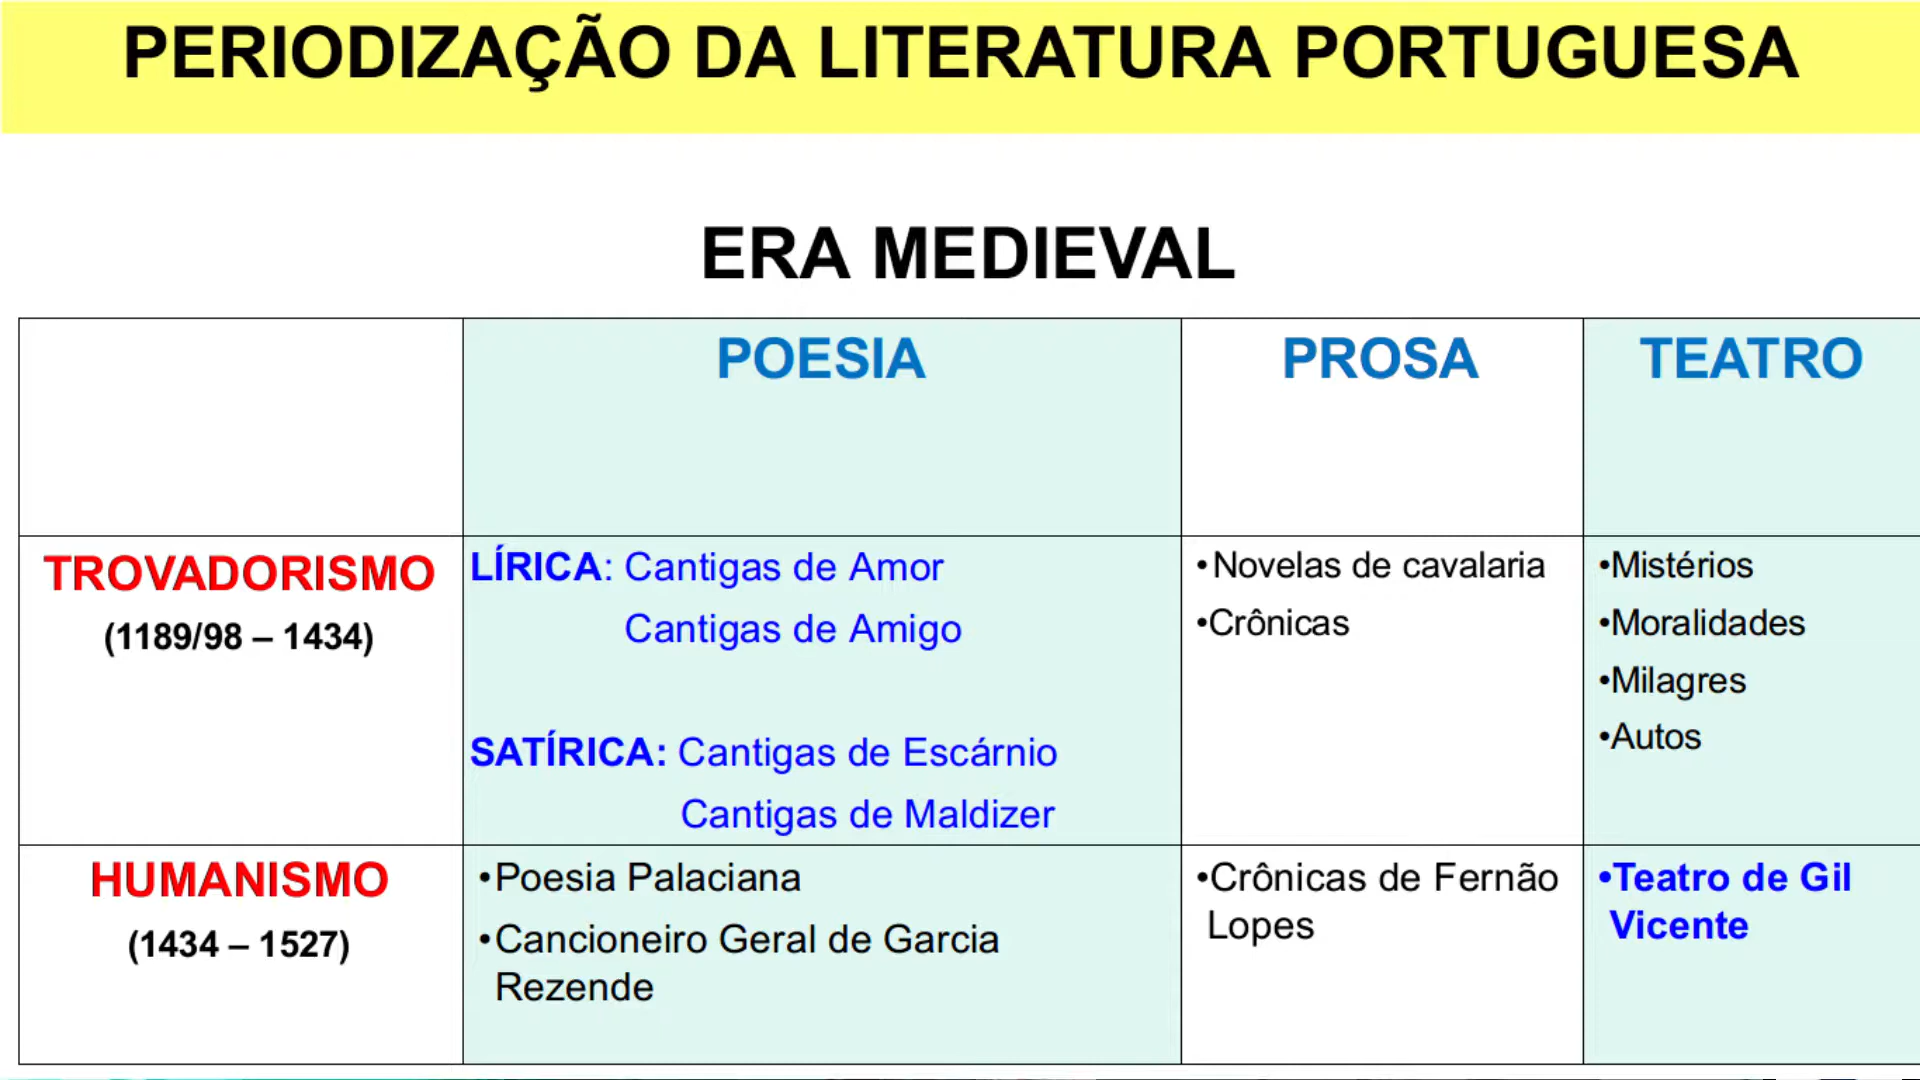 PERIODIZAÇÃO DA LITERATURA PORTUGUESA
ERA MEDIEVAL
POESIA
PROSA
TEATRO
TROVADORISMO
(1189/98 – 1434)
LÍRICA: Cantigas de Amor
Cantigas de Amigo
SATÍRICA: Cantigas de Escárnio
Cantigas de Maldizer
•Novelas de cavalaria
•Crônicas
•Mistérios
•Moralidades
•Milagres
•Autos
HUMANISMO
(1434 – 1527)
•Poesia Palaciana
•Cancioneiro Geral de Garcia
Rezende
•Crônicas de Fernão
Lopes
•Teatro de Gil
Vicente